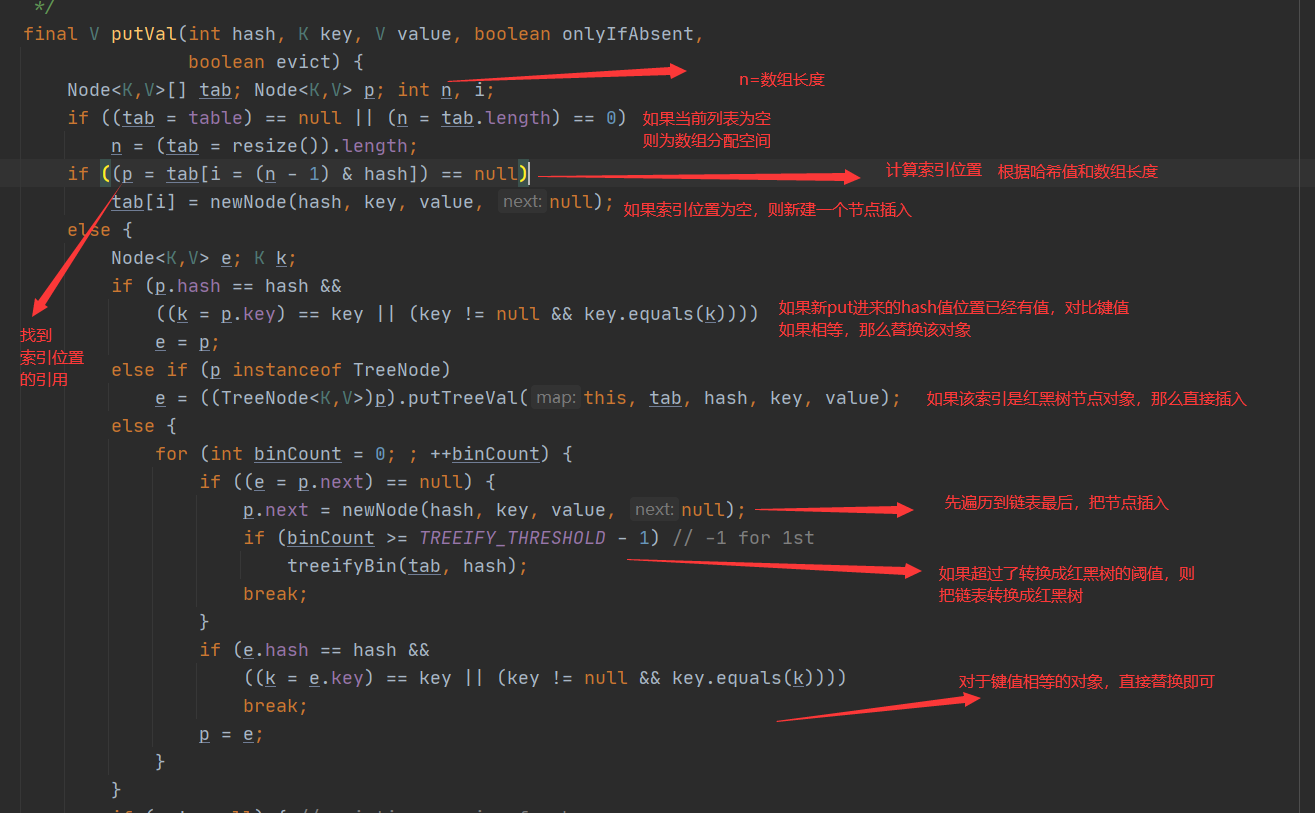 */
final V putVal(int hash, K key, V value, boolean onlyIfAbsent,
boolean evict) {
n=数组长度
Node<K,V>[] tab; Node<K,V> p; int n, i;
if ((tab = table) == null || (n = tab.length) == 0)
如果当前列表为空
则为数组分配空间
n = (tab = resize()).length;
if ((p = tab[i = (n - 1) & hash]) == null)
计算索引位置 根据哈希值和数组长度
tab[i] = newNode(hash, key, value, next: null);
如果索引位置为空，则新建一个节点插入
else {
Node<K,V> e; K k;
if (p.hash == hash &&
((k = p.key) == key || (key != null && key.equals(k))))
如果新put进来的hash值位置已经有值，对比键值
如果相等，那么替换该对象
e = p;
找到
索引位置
的引用
else if (p instanceof TreeNode)
e = ((TreeNode<K,V>)p).putTreeVal( map: this, tab, hash, key, value);
如果该索引是红黑树节点对象，那么直接插入
else {
for (int binCount = 0; ; ++binCount) {
if ((e = p.next) == null) {
p.next = newNode(hash, key, value, next: null);
先遍历到链表最后，把节点插入
if (binCount >= TREEIFY_THRESHOLD - 1) // -1 for 1st
treeifyBin(tab, hash);
如果超过了转换成红黑树的阈值，则
把链表转换成红黑树
break;
}
if (e.hash == hash &&
((k = e.key) == key || (key != null && key.equals(k))))
对于键值相等的对象，直接替换即可
break;
p = e;
}
}